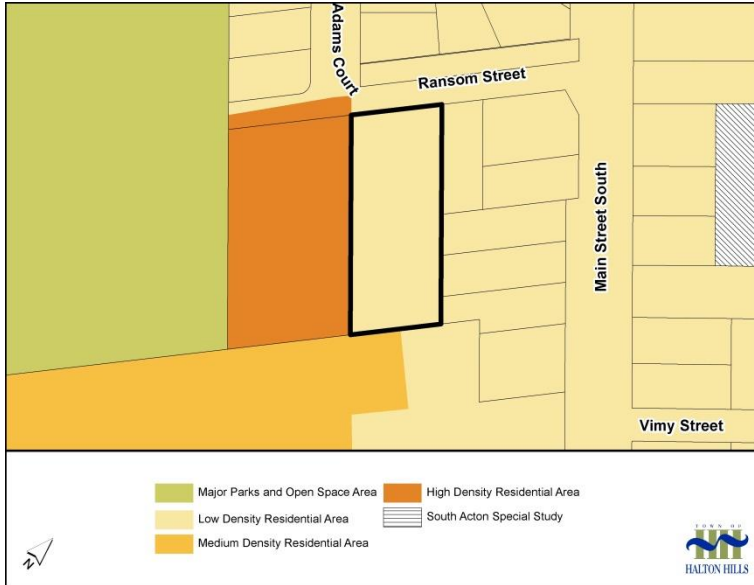 Adams Court
Ransom Street
Main Street South
Vimy Street
Major Parks and Open Space Area
Low Density Residential Area
Medium Density Residential Area
High Density Residential Area
South Acton Special Study
N
TOWN OF
HALTON HILLS